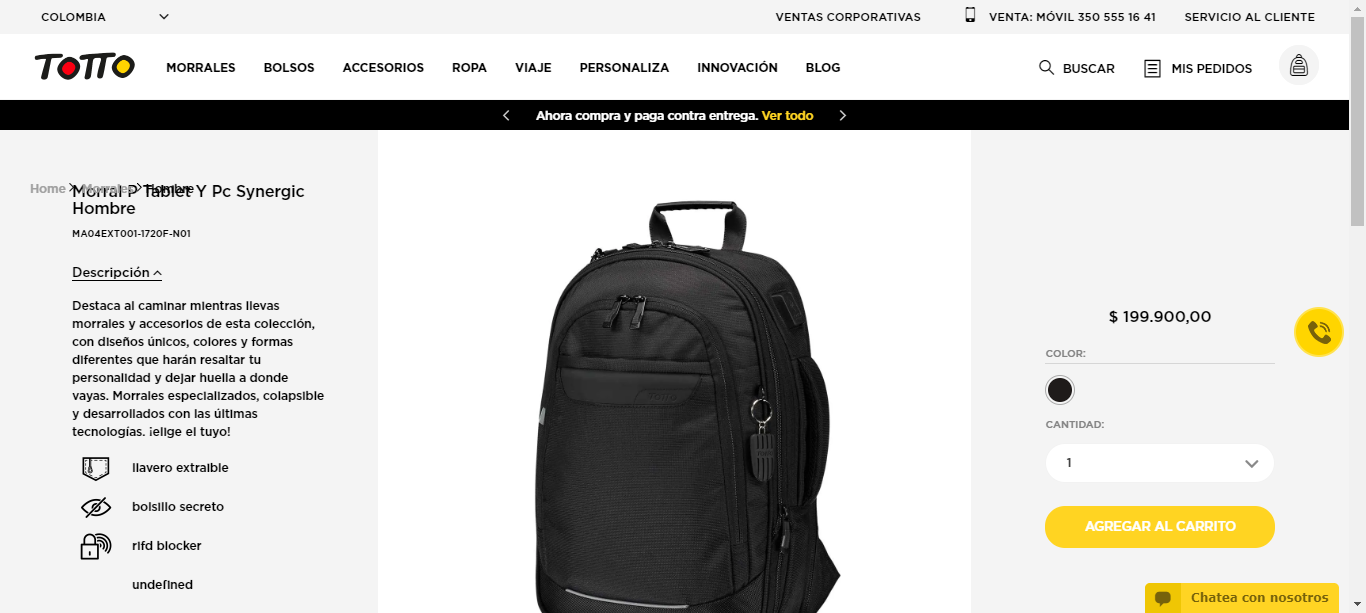 COLOMBIA
VENTAS CORPORATIVAS
VENTA: MÓVIL 350 555 16 41
SERVICIO AL CLIENTE
TOTTO
MORRALES
BOLSOS
ACCESORIOS
ROPA
VIAJE
PERSONALIZA
INNOVACIÓN
BLOG
BUSCAR
MIS PEDIDOS
Ahora compra y paga contra entrega. Ver todo
Home
Morrales
Hombre
Morral P Tablet Y Pc Synergic
Hombre
MA04EXT001-1720F-N01
Descripción
Destaca al caminar mientras llevas
morrales y accesorios de esta colección,
con diseños únicos, colores y formas
diferentes que harán resaltar tu
personalidad y dejar huella a donde
vayas. Morrales especializados, colapsible
y desarrollados con las últimas
tecnologías. ¡elige el tuyo!
llavero extraible
bolsillo secreto
rifd blocker
undefined
TOTTO
$ 199.900,00
COLOR:
CANTIDAD:
1
AGREGAR AL CARRITO
Chatea con nosotros